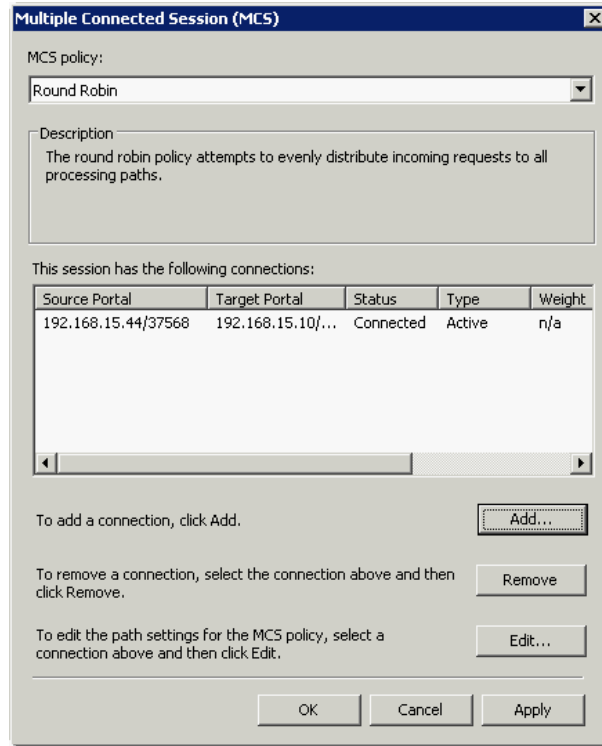 Multiple Connected Session (MCS)
MCS policy:
Round Robin
Description
The round robin policy attempts to evenly distribute incoming requests to all
processing paths.
This session has the following connections:
Source Portal Target Portal Status Type Weight
192.168.15.44/37568 192.168.15.10/... Connected Active n/a
To add a connection, click Add.
Add...
To remove a connection, select the connection above and then
click Remove.
Remove
To edit the path settings for the MCS policy, select a
connection above and then click Edit.
Edit...
OK Cancel Apply